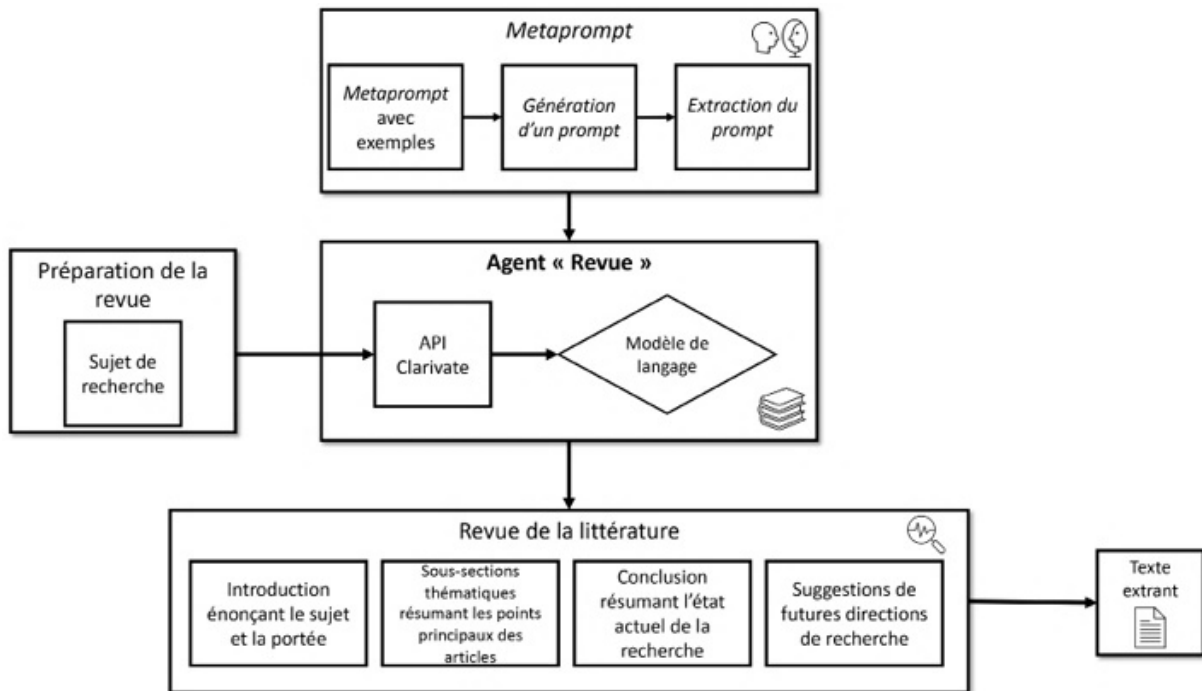 Metaprompt
Metaprompt
avec
exemples
Génération
d'un prompt
Extraction du
prompt
Préparation de la
revue
Sujet de
recherche
Agent « Revue »
API
Clarivate
Modèle de
langage
Revue de la littérature
Introduction
énonçant le sujet
et la portée
Sous-sections
thématiques
résumant les points
principaux des
articles
Conclusion
résumant l'état
actuel de la
recherche
Suggestions de
futures directions
de recherche
Texte
extrant